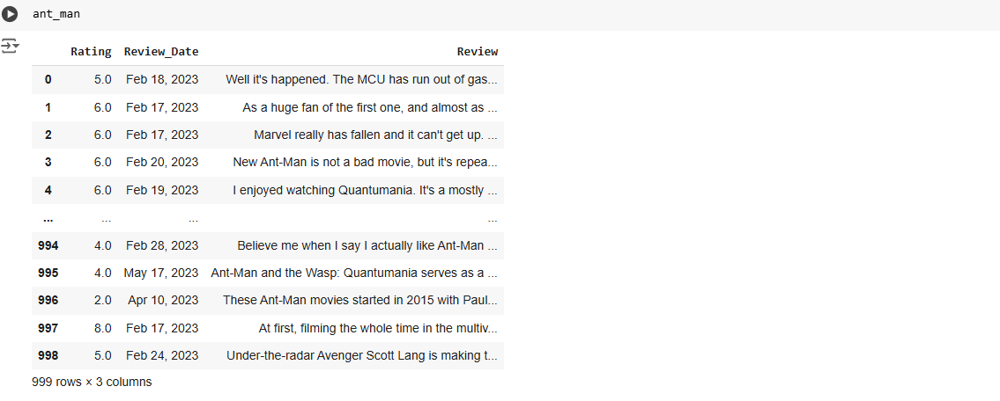 ant_man
Rating Review_Date Review
0 5.0 Feb 18, 2023 Well it's happened. The MCU has run out of gas...
1 6.0 Feb 17, 2023 As a huge fan of the first one, and almost as ...
2 6.0 Feb 17, 2023 Marvel really has fallen and it can't get up. ...
3 6.0 Feb 20, 2023 New Ant-Man is not a bad movie, but it's repea...
4 6.0 Feb 19, 2023 I enjoyed watching Quantumania. It's a mostly ...
... ... ... ...
994 4.0 Feb 28, 2023 Believe me when I say I actually like Ant-Man ...
995 4.0 May 17, 2023 Ant-Man and the Wasp: Quantumania serves as a ...
996 2.0 Apr 10, 2023 These Ant-Man movies started in 2015 with Paul...
997 8.0 Feb 17, 2023 At first, filming the whole time in the multiv...
998 5.0 Feb 24, 2023 Under-the-radar Avenger Scott Lang is making t...
999 rows × 3 columns